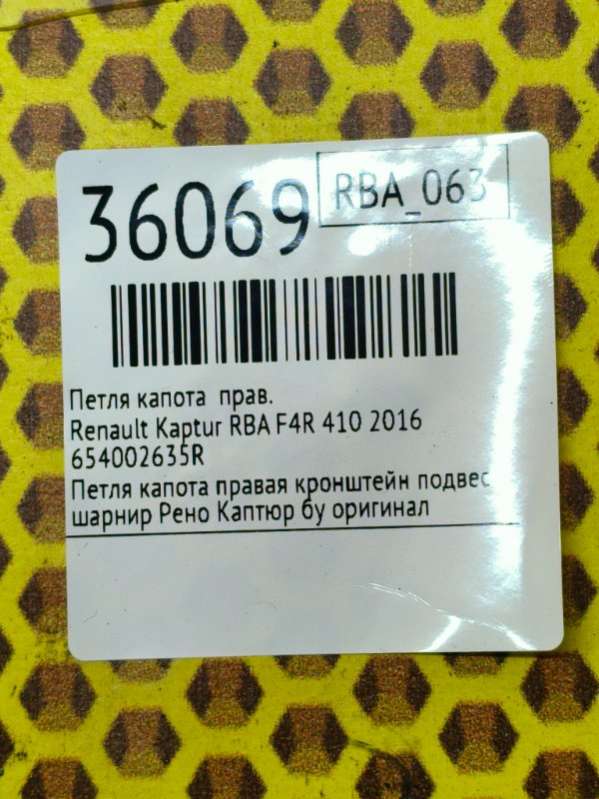 36069
RBA_063
Петля капота прав.
Renault Kaptur RBA F4R 410 2016
654002635R
Петля капота правая кронштейн подвес
шарнир Рено Каптюр бу оригинал